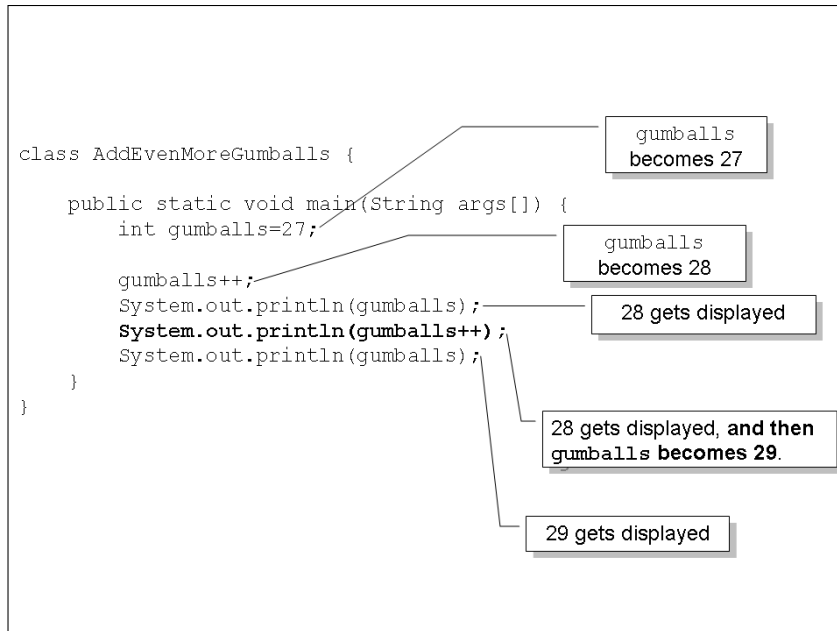 class AddEvenMoreGumballs {
public static void main(String args[]) {
int gumballs=27;
gumballs++;
System.out.println(gumballs);
System.out.println(gumballs++);
System.out.println(gumballs);
}
}
gumballs
becomes 27
gumballs
becomes 28
28 gets displayed
28 gets displayed, and then
gumballs becomes 29.
29 gets displayed